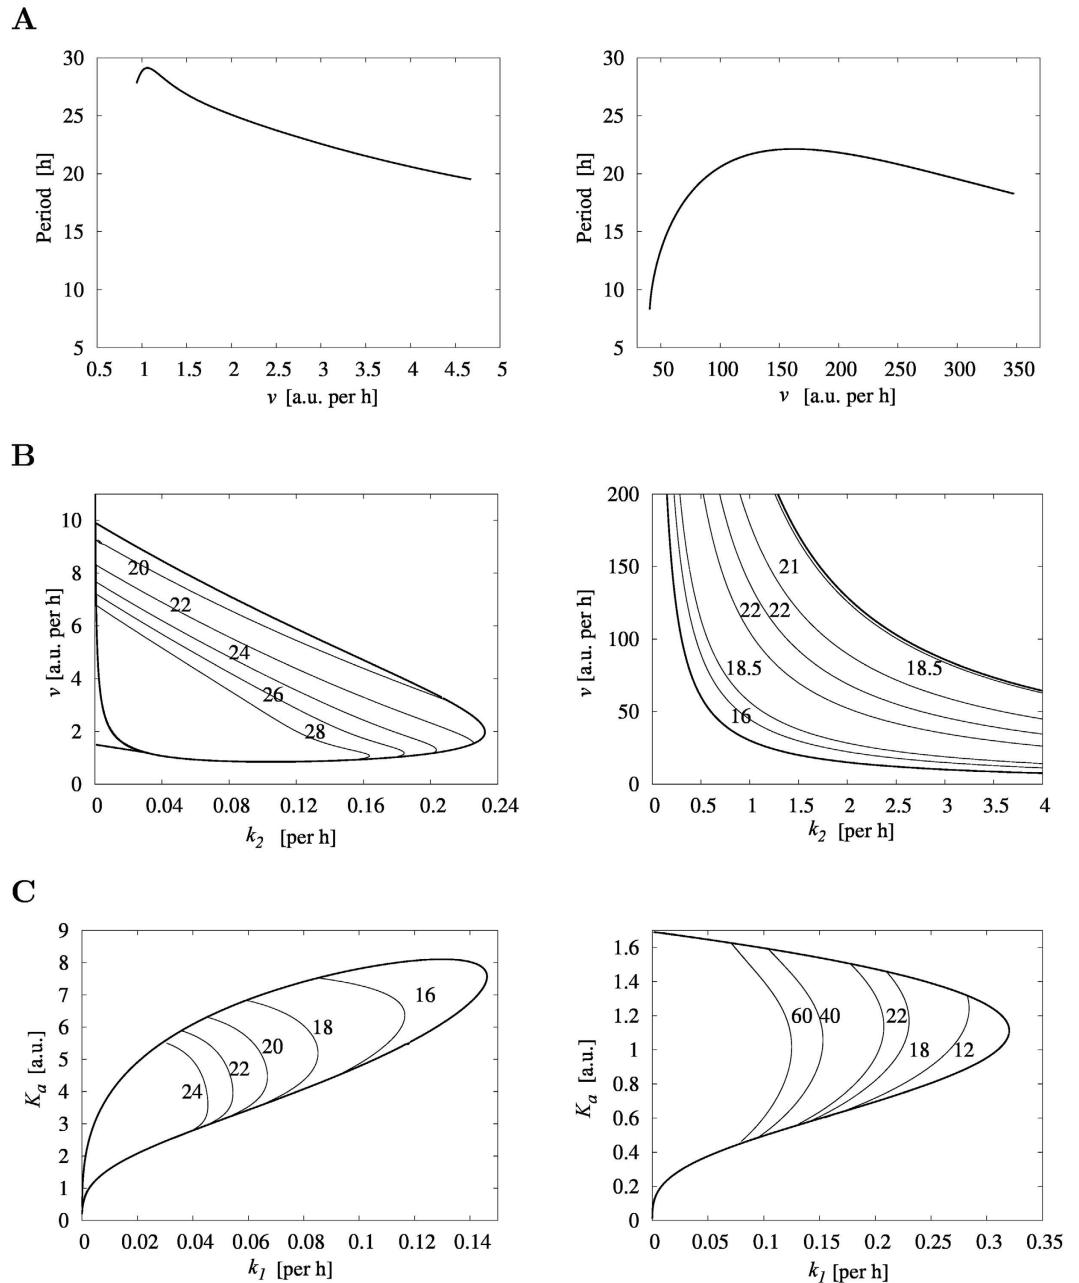 A
30
25
20
15
10
5
Period [h]
0.5 1 1.5 2 2.5 3 3.5 4 4.5 5
v [a.u. per h]
30
25
20
15
10
5
Period [h]
50 100 150 200 250 300 350
v [a.u. per h]
B
10
8
6
4
2
0
v [a.u. per h]
20
22
24
26
28
0 0.04 0.08 0.12 0.16 0.2 0.24
k2 [per h]
200
150
100
50
0
v [a.u. per h]
21
22 22
18.5 18.5
16
0 0.5 1 1.5 2 2.5 3 3.5 4
k2 [per h]
C
9
8
7
6
5
4
3
2
1
0
Ka [a.u.]
16
18
20
22
24
0 0.02 0.04 0.06 0.08 0.1 0.12 0.14
k1 [per h]
1.6
1.4
1.2
1
0.8
0.6
0.4
0.2
0
Ka [a.u.]
60 40 22
18 12
0 0.05 0.1 0.15 0.2 0.25 0.3 0.35
k1 [per h]